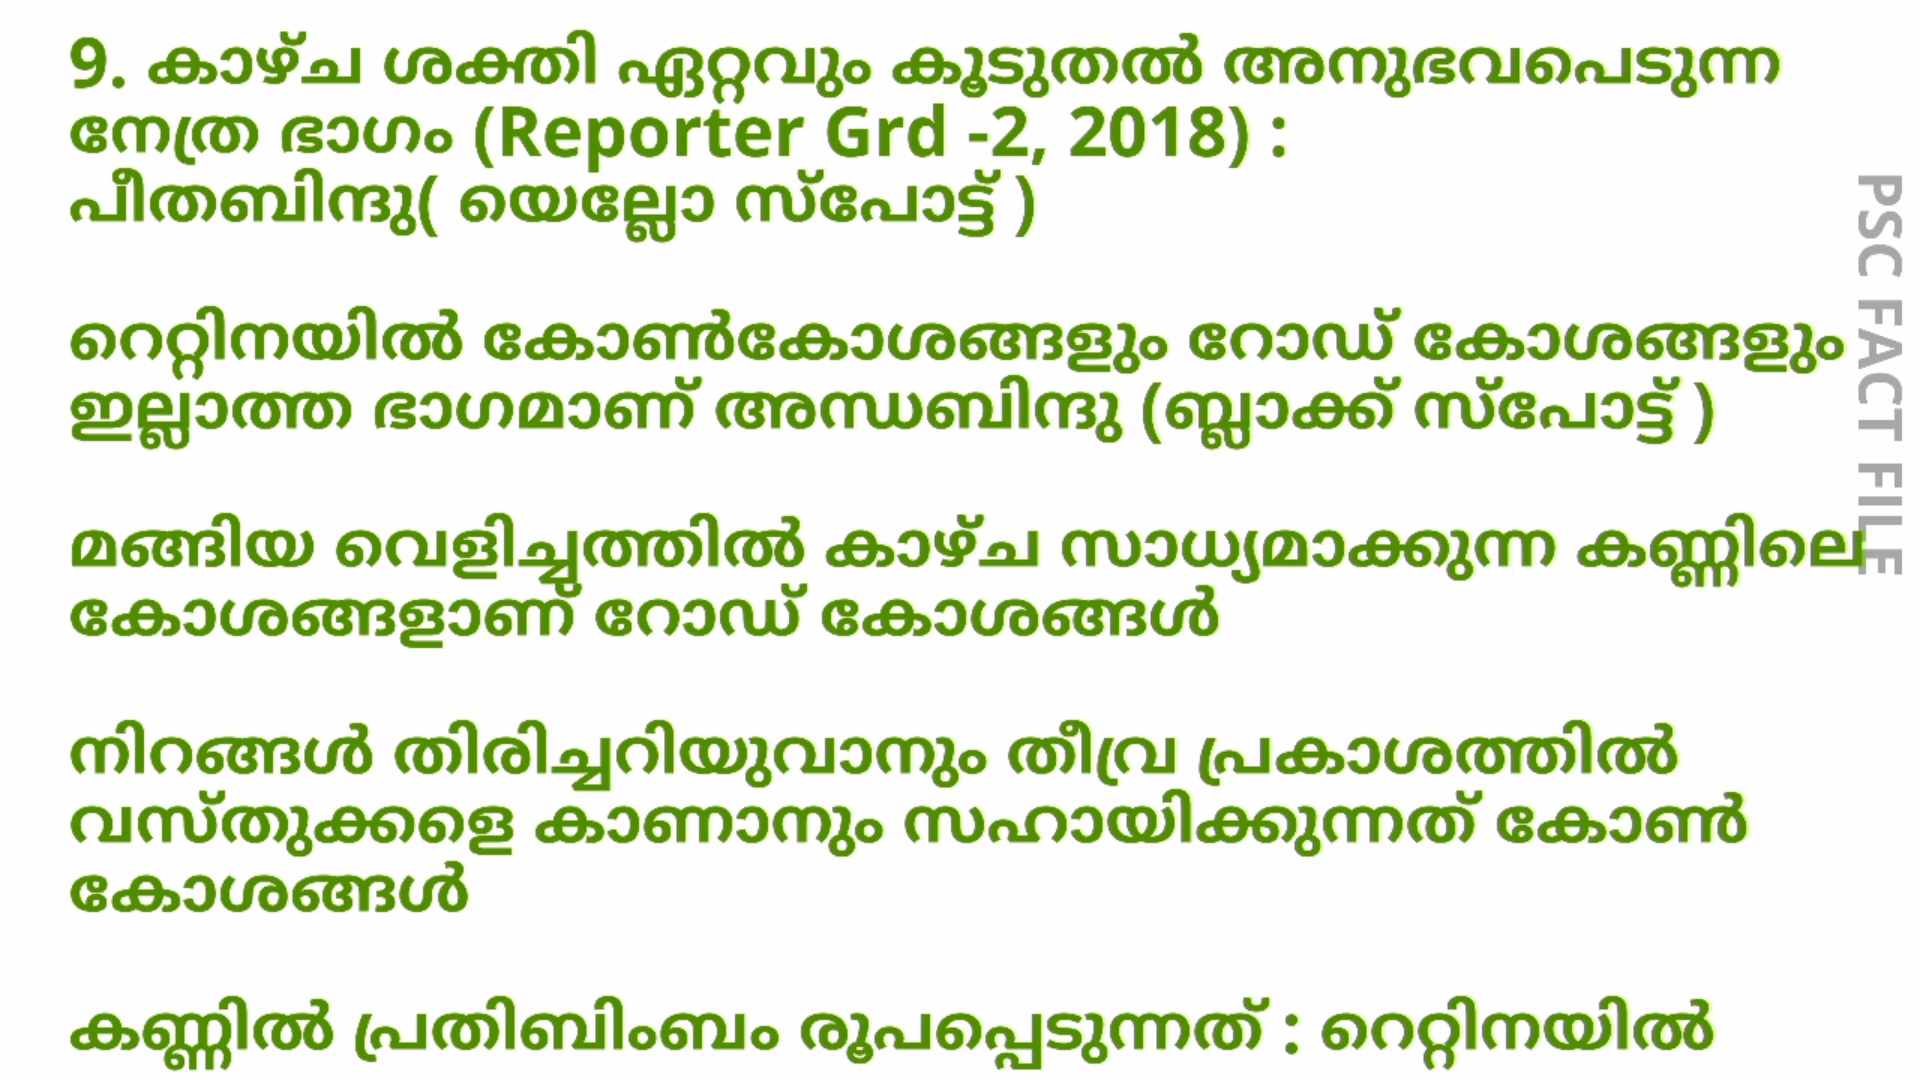 9. കാഴ്ച ശക്തി ഏറ്റവും കൂടുതൽ അനുഭവപെടുന്ന
നേത്ര ഭാഗം (Reporter Grd -2, 2018) :
പീതബിന്ദു( യെല്ലോ സ്പോട്ട് )
റെറ്റിനയിൽ കോൺകോശങ്ങളും റോഡ് കോശങ്ങളും
ഇല്ലാത്ത ഭാഗമാണ് അന്ധബിന്ദു (ബ്ലാക്ക് സ്പോട്ട് )
മങ്ങിയ വെളിച്ചത്തിൽ കാഴ്ച സാധ്യമാക്കുന്ന കണ്ണിലെ
കോശങ്ങളാണ് റോഡ് കോശങ്ങൾ
നിറങ്ങൾ തിരിച്ചറിയുവാനും തീവ്ര പ്രകാശത്തിൽ
വസ്തുക്കളെ കാണാനും സഹായിക്കുന്നത് കോൺ
കോശങ്ങൾ
കണ്ണിൽ പ്രതിബിംബം രൂപപ്പെടുന്നത് : റെറ്റിനയിൽ
PSC FACT FILE